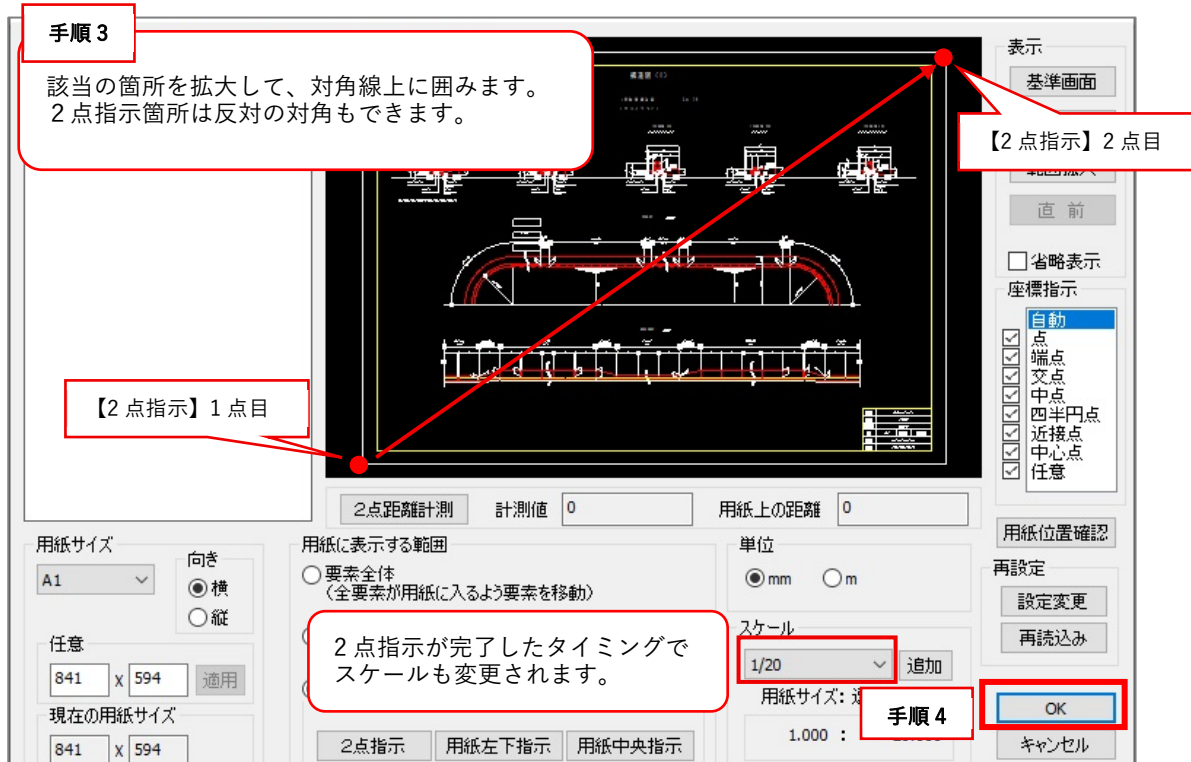 手順3
該当の箇所を拡大して、対角線上に囲みます。
2点指示箇所は反対の対角もできます。
構造図
表示
基準画面
【2点指示】2点目
直 前
省略表示
座標指示
自動
点
端点
交点
中点
四半円点
近接点
中心点
任意
【2点指示】1点目
2点距離計測
計測値
0
用紙上の距離
0
用紙位置確認
用紙サイズ
A1
向き
横
縦
用紙に表示する範囲
要素全体
(全要素が用紙に入るよう要素を移動)
単位
mm
m
再設定
設定変更
再読込み
2点指示が完了したタイミングで
スケールも変更されます。
スケール
1/20
追加
用紙サイズ:
任意
841 x 594
適用
現在の用紙サイズ
841 x 594
2点指示
用紙左下指示
用紙中央指示
手順4
1.000 :
OK
キャンセル